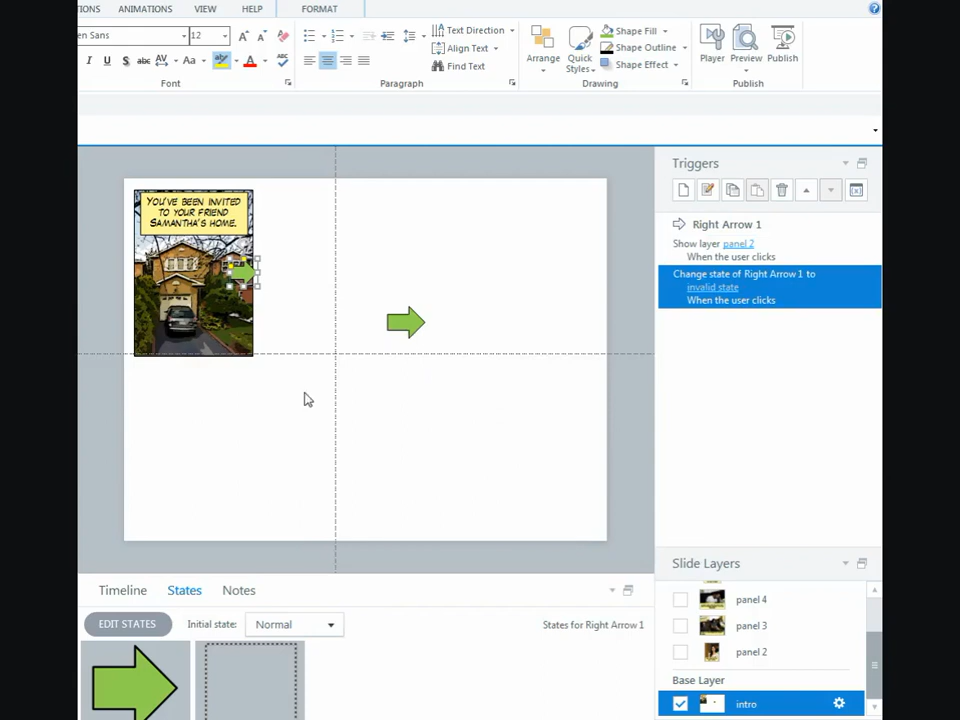 ANIMATIONS VIEW HELP FORMAT
12
Text Direction
Align Text
Find Text
Arrange
Quick Styles
Shape Fill
Shape Outline
Shape Effect
Player
Preview
Publish
Font Paragraph Drawing Publish
YOU'VE BEEN INVITED
TO YOUR FRIEND
SAMANTHA'S HOME.
Triggers
Right Arrow 1
Show layer panel 2
When the user clicks
Change state of Right Arrow 1 to
invalid state
When the user clicks
Slide Layers
panel 4
panel 3
panel 2
Base Layer
intro
Timeline States Notes
EDIT STATES Initial state: Normal States for Right Arrow 1